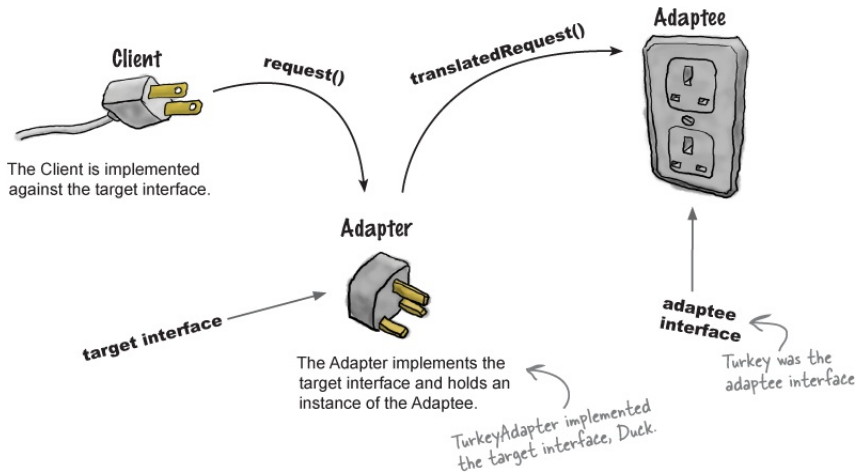 Client
request()
translatedRequest()
Adaptee
The Client is implemented
against the target interface.
Adapter
target interface
The Adapter implements the
target interface and holds an
instance of the Adaptee.
adaptee
interface
Turkey was the
adaptee interface
TurkeyAdapter implemented
the target interface, Duck.